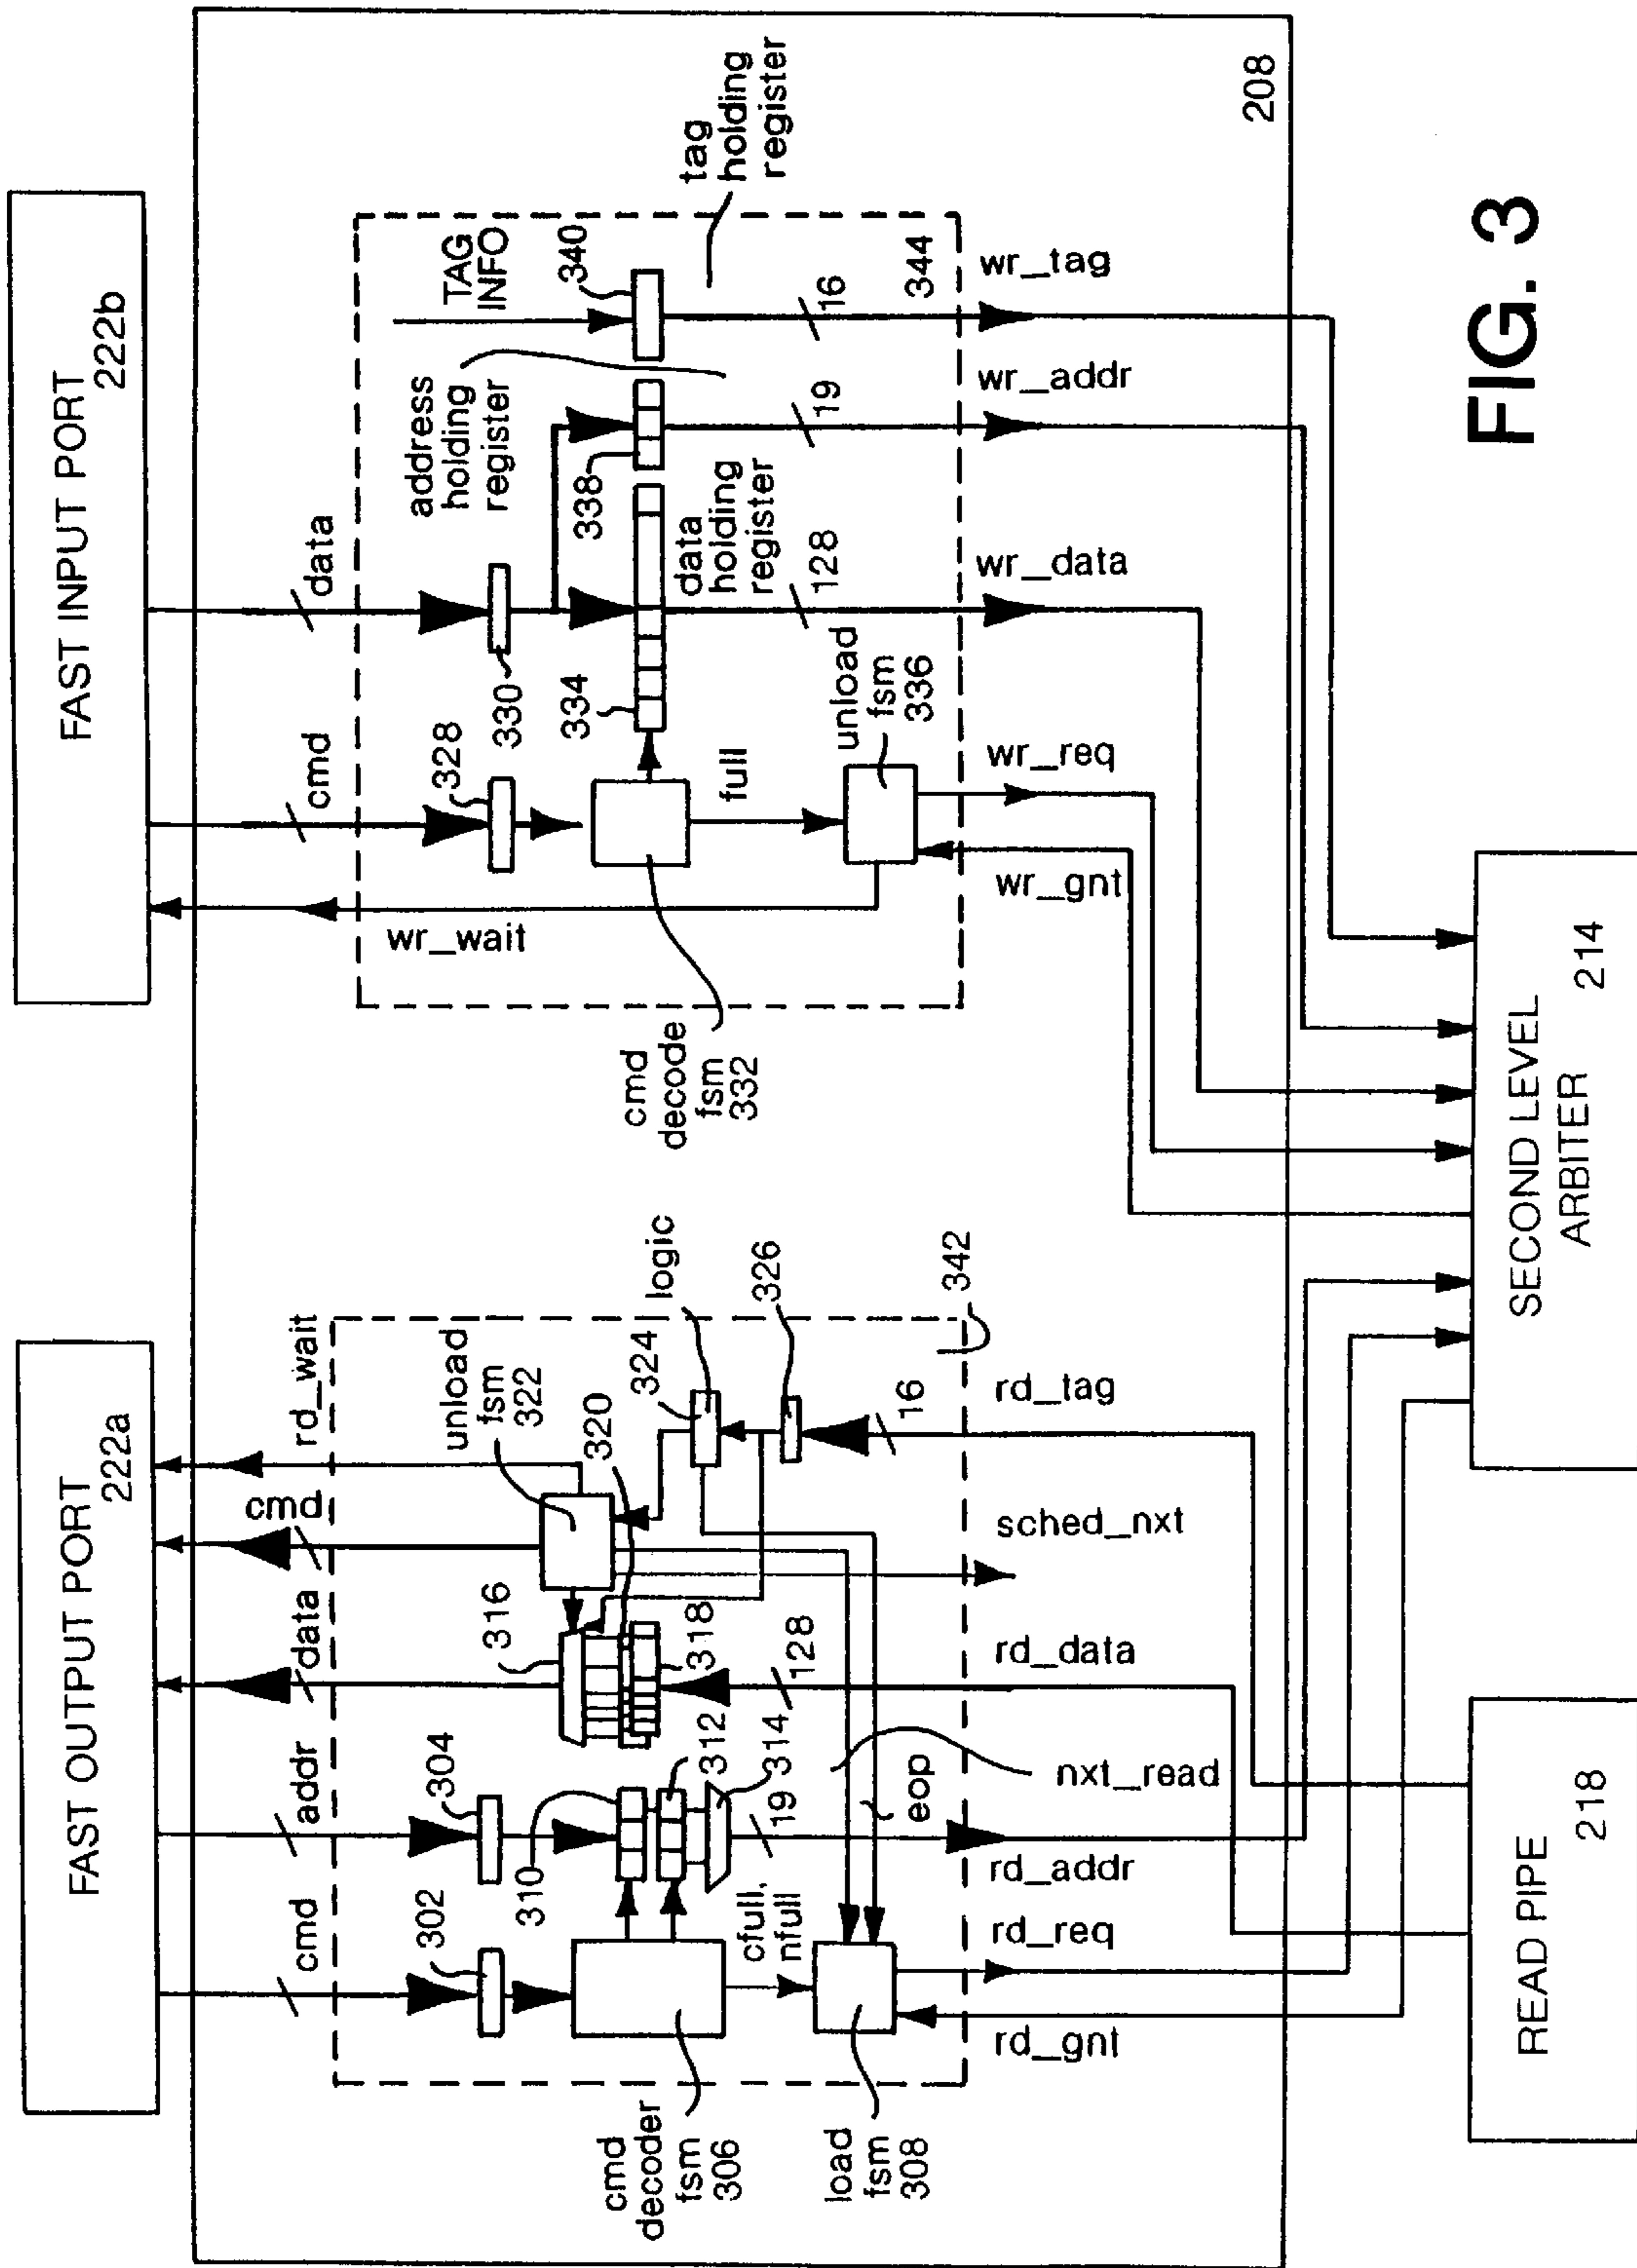 FAST OUTPUT PORT
222a
FAST INPUT PORT
222b
cmd
addr
data
cmd
rd_wait
cmd
data
302
304
316
unload
fsm
322
320
324
logic
326
310
312
314
318
cmd
decoder
fsm
306
cfull,
nfull
load
fsm
308
19
128
16
eop
nxt_read
342
rd_gnt
rd_req
rd_addr
rd_data
sched_nxt
rd_tag
wr_wait
328
330
334
address
holding
register
338
TAG
INFO
340
tag
holding
register
cmd
decode
fsm
332
full
unload
fsm
336
data
holding
register
128
19
16
344
wr_gnt
wr_req
wr_data
wr_addr
wr_tag
208
READ PIPE
218
SECOND LEVEL
ARBITER
214
FIG. 3